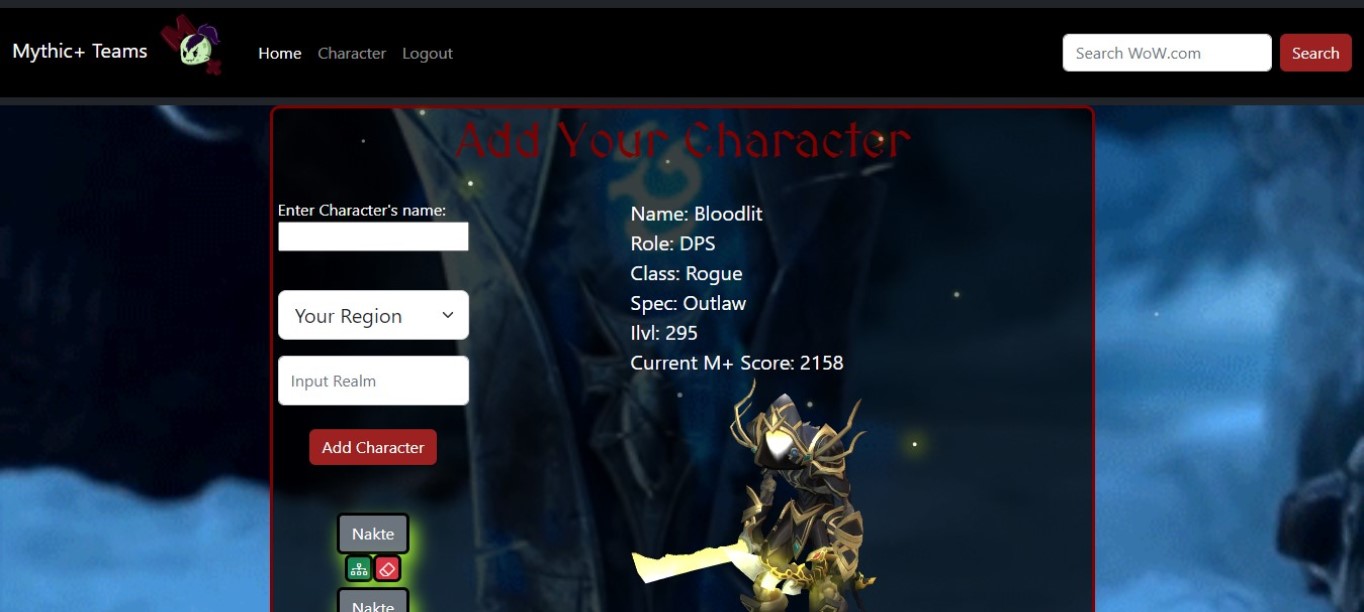 Mythic+ Teams
Home Character Logout
Search WoW.com
Search
Add Your Character
Enter Character's name:
Your Region
Input Realm
Add Character
Nakte
Nakte
Name: Bloodlit
Role: DPS
Class: Rogue
Spec: Outlaw
Ilvl: 295
Current M+ Score: 2158